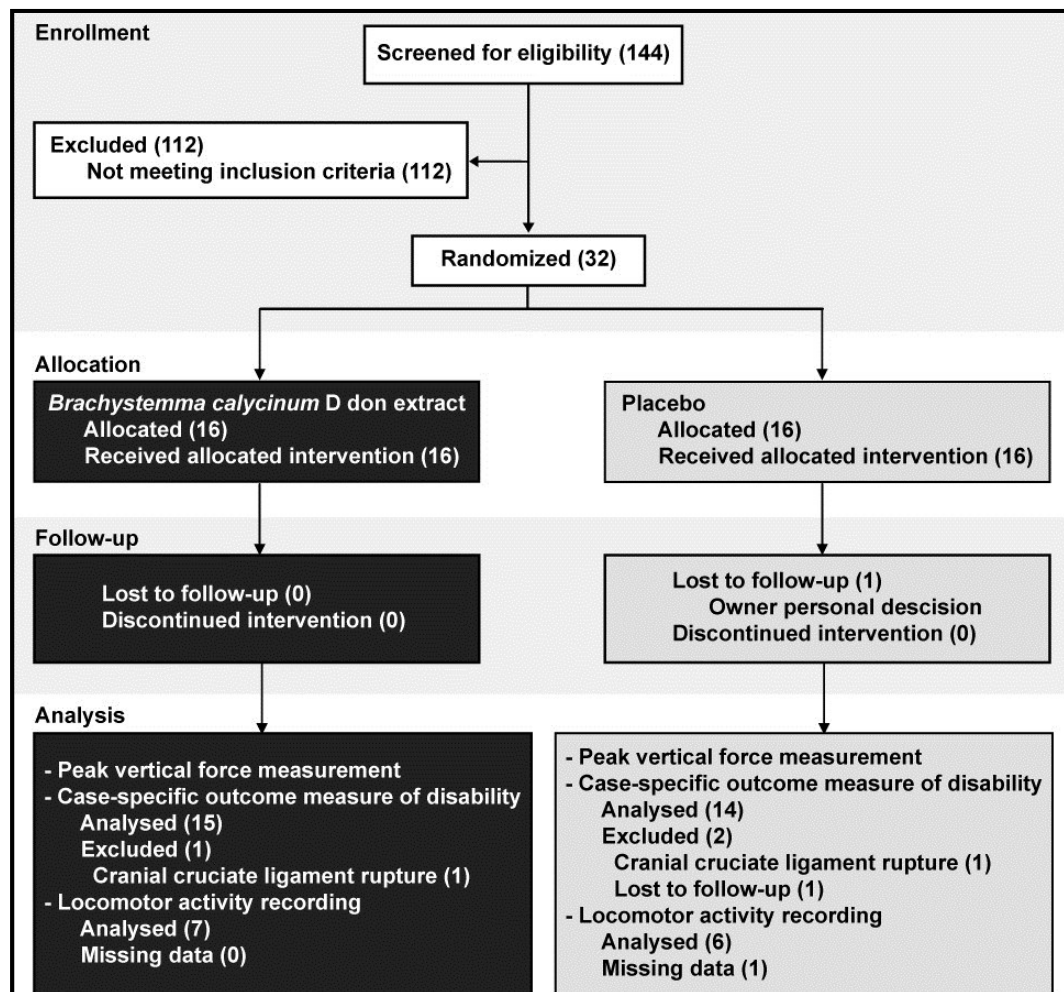 Enrollment
Screened for eligibility (144)
Excluded (112)
Not meeting inclusion criteria (112)
Randomized (32)
Allocation
Brachystemma calycinum D don extract
Allocated (16)
Received allocated intervention (16)
Placebo
Allocated (16)
Received allocated intervention (16)
Follow-up
Lost to follow-up (0)
Discontinued intervention (0)
Lost to follow-up (1)
Owner personal descision
Discontinued intervention (0)
Analysis
- Peak vertical force measurement
- Case-specific outcome measure of disability
Analysed (15)
Excluded (1)
Cranial cruciate ligament rupture (1)
- Locomotor activity recording
Analysed (7)
Missing data (0)
- Peak vertical force measurement
- Case-specific outcome measure of disability
Analysed (14)
Excluded (2)
Cranial cruciate ligament rupture (1)
Lost to follow-up (1)
- Locomotor activity recording
Analysed (6)
Missing data (1)